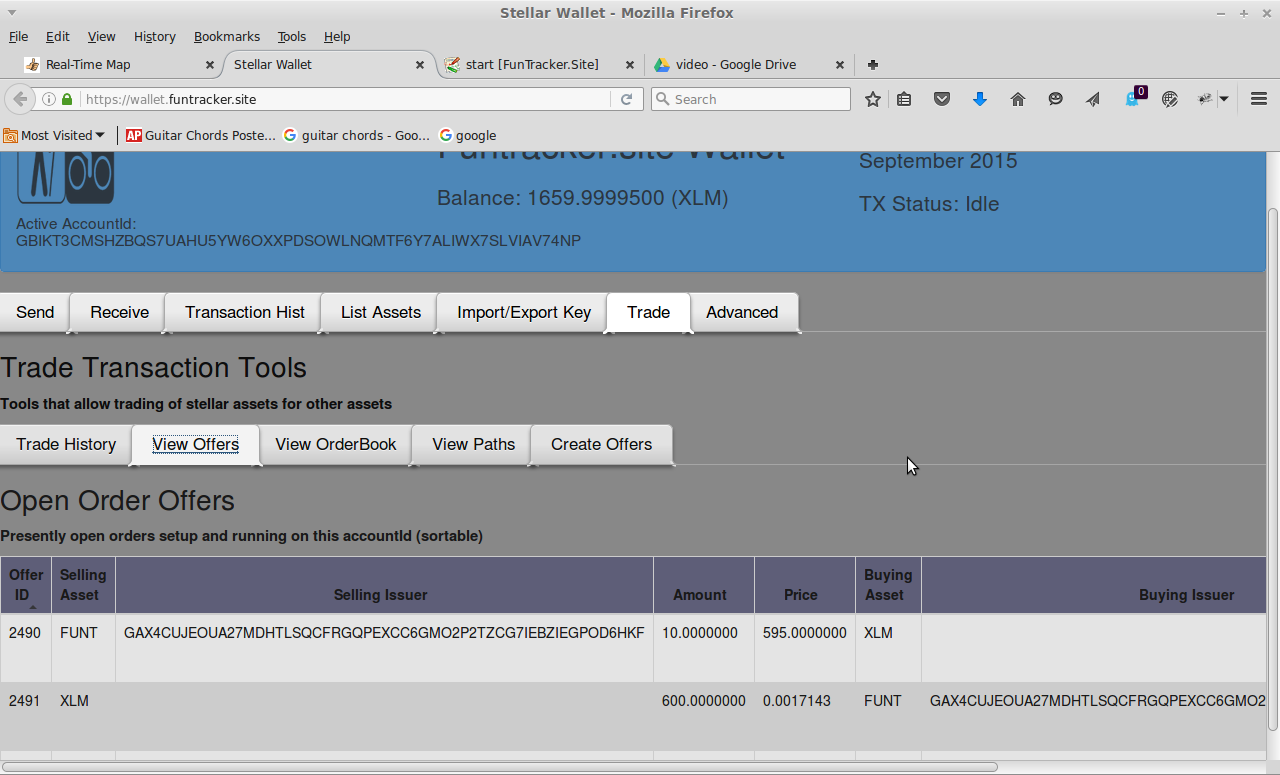 Stellar Wallet - Mozilla Firefox
File Edit View History Bookmarks Tools Help
Real-Time Map Stellar Wallet start [FunTracker.Site] video - Google Drive
https://wallet.funtracker.site Search 0
Most Visited AP Guitar Chords Poste... guitar chords - Goo... google
Funtracker.site Wallet September 2015
Balance: 1659.9999500 (XLM) TX Status: Idle
Active AccountId:
GBIKT3CMSHZBQS7UAHU5YW6OXXPDSOWLNQMTF6Y7ALIWX7SLVIAV74NP
Send Receive Transaction Hist List Assets Import/Export Key Trade Advanced
Trade Transaction Tools
Tools that allow trading of stellar assets for other assets
Trade History View Offers View OrderBook View Paths Create Offers
Open Order Offers
Presently open orders setup and running on this accountId (sortable)
Offer ID Selling Asset Selling Issuer Amount Price Buying Asset Buying Issuer
2490 FUNT GAX4CUJEOUA27MDHTLSQCFRGQPEXCC6GMO2P2TZCG7IEBZIEGPOD6HKF 10.0000000 595.0000000 XLM
2491 XLM 600.0000000 0.0017143 FUNT GAX4CUJEOUA27MDHTLSQCFRGQPEXCC6GMO2